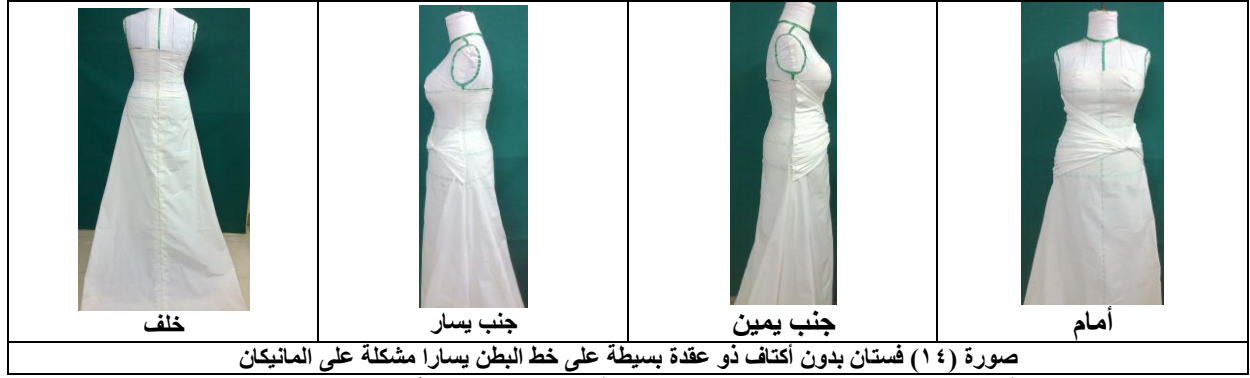 أمام
جنب يمين
جنب يسار
خلف
صورة (١٤) فستان بدون أكتاف ذو عقدة بسيطة على خط البطن يسارا مشكلة على المانيكان